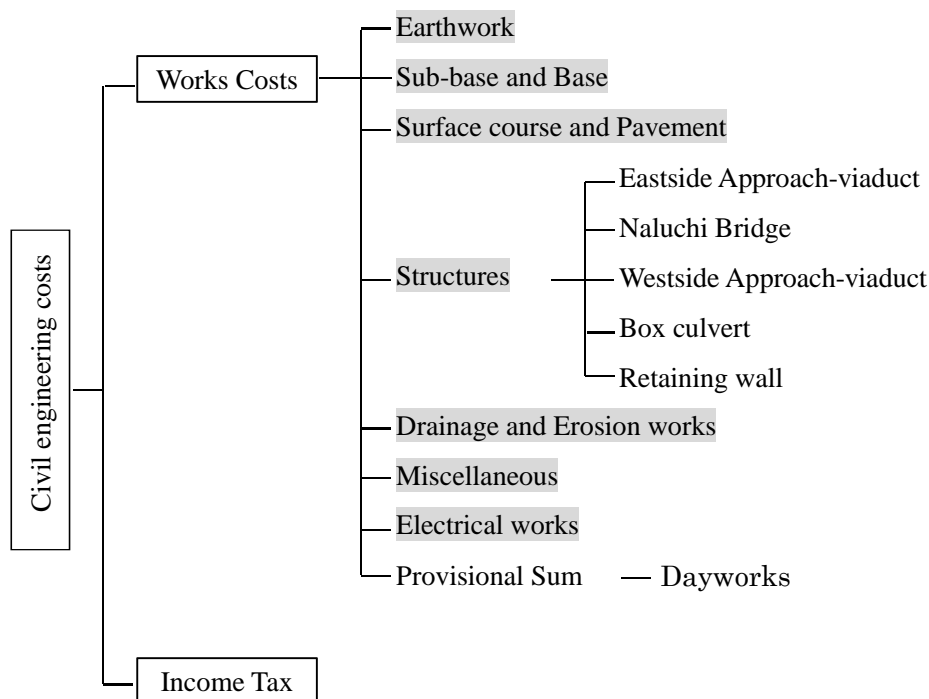 Civil engineering costs
Works Costs
Earthwork
Sub-base and Base
Surface course and Pavement
Structures
Eastside Approach-viaduct
Naluchi Bridge
Westside Approach-viaduct
Box culvert
Retaining wall
Drainage and Erosion works
Miscellaneous
Electrical works
Provisional Sum
Dayworks
Income Tax